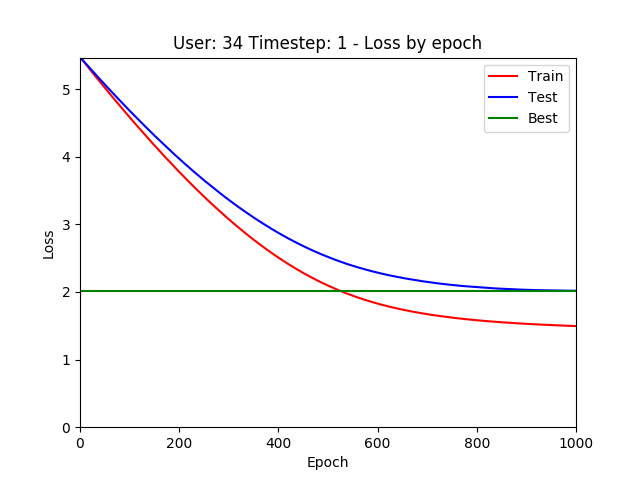 User: 34 Timestep: 1 - Loss by epoch
Train
Test
Best
5
4
3
2
1
0
Loss
0 200 400 600 800 1000
Epoch